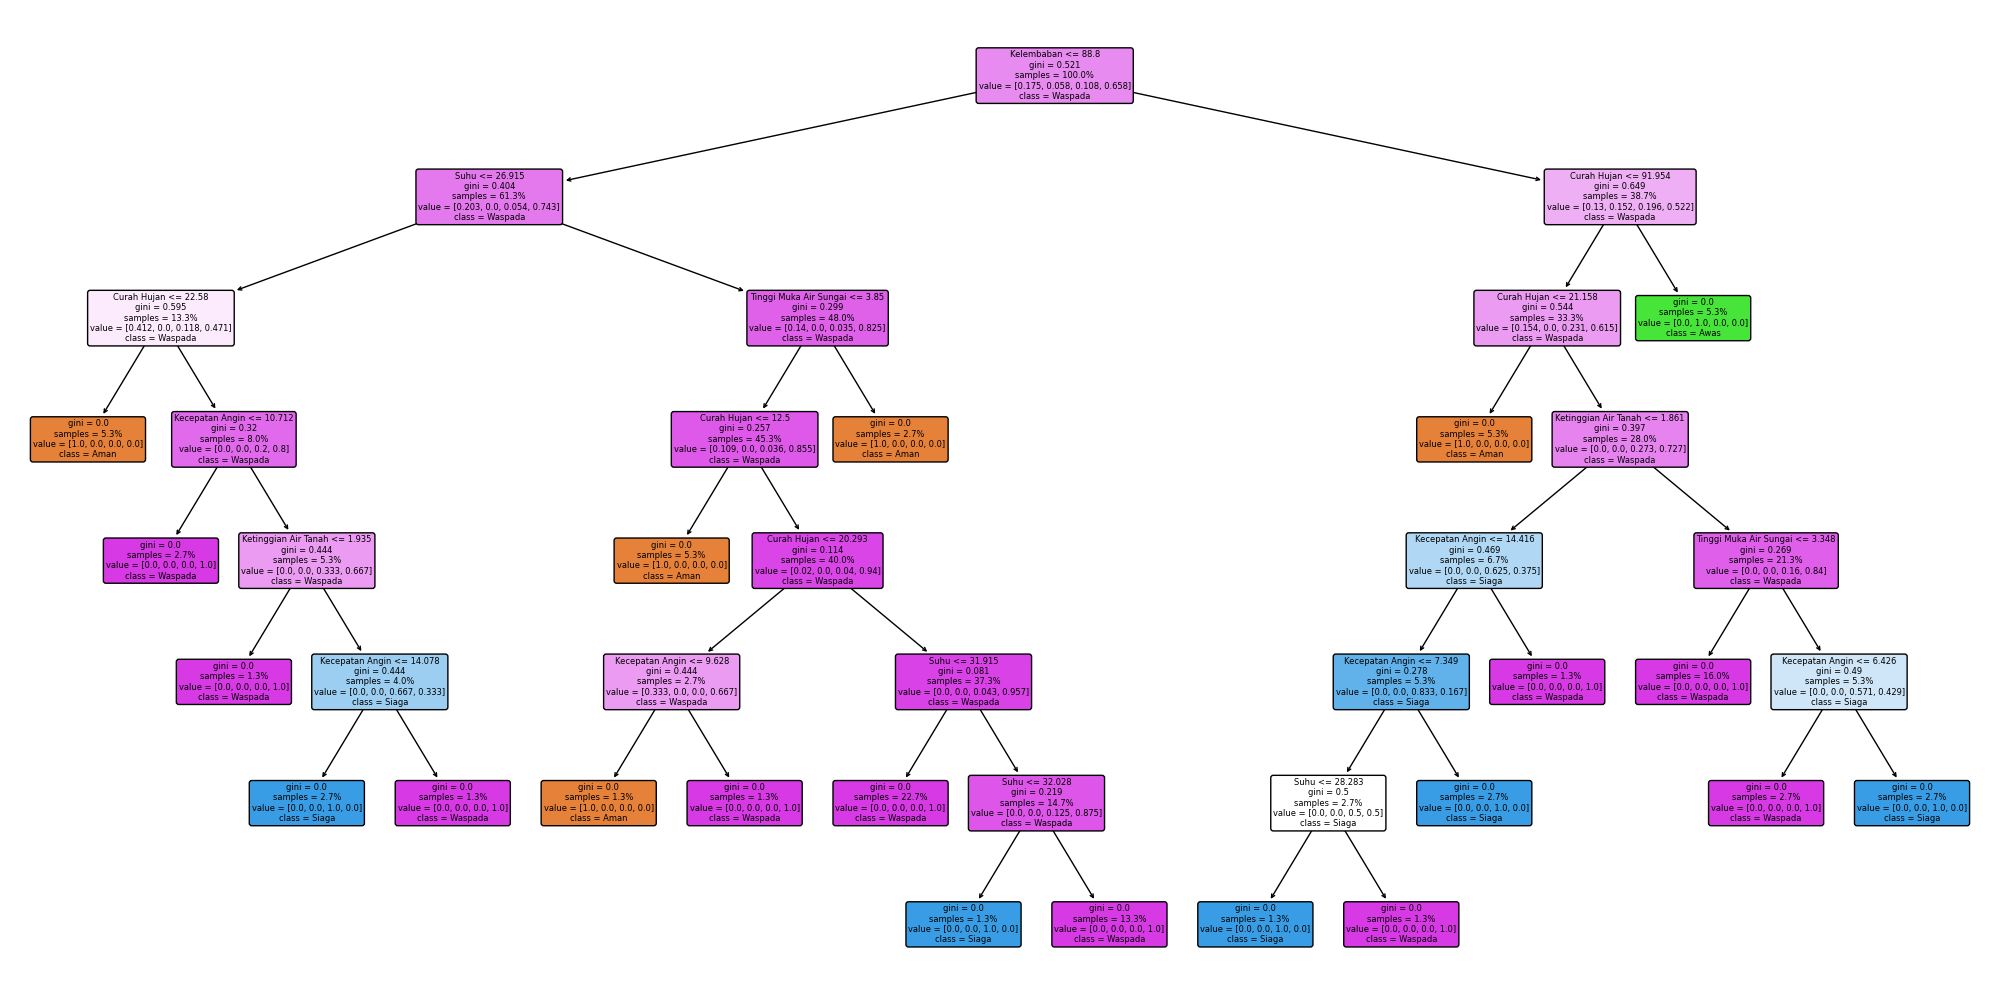 Kelembaban <= 88.8
gini = 0.521
samples = 100.0%
value = [0.175, 0.058, 0.108, 0.658]
class = Waspada
Suhu <= 26.915
gini = 0.404
samples = 61.3%
value = [0.203, 0.0, 0.054, 0.743]
class = Waspada
Curah Hujan <= 91.954
gini = 0.649
samples = 38.7%
value = [0.13, 0.152, 0.196, 0.522]
class = Waspada
Curah Hujan <= 22.58
gini = 0.595
samples = 13.3%
value = [0.412, 0.0, 0.118, 0.471]
class = Waspada
Tinggi Muka Air Sungai <= 3.85
gini = 0.299
samples = 48.0%
value = [0.14, 0.0, 0.035, 0.825]
class = Waspada
Curah Hujan <= 21.158
gini = 0.544
samples = 33.3%
value = [0.154, 0.0, 0.231, 0.615]
class = Waspada
gini = 0.0
samples = 5.3%
value = [0.0, 1.0, 0.0, 0.0]
class = Awas
gini = 0.0
samples = 5.3%
value = [1.0, 0.0, 0.0, 0.0]
class = Aman
Kecepatan Angin <= 10.712
gini = 0.32
samples = 8.0%
value = [0.0, 0.0, 0.2, 0.8]
class = Waspada
Curah Hujan <= 12.5
gini = 0.257
samples = 45.3%
value = [0.109, 0.0, 0.036, 0.855]
class = Waspada
gini = 0.0
samples = 2.7%
value = [1.0, 0.0, 0.0, 0.0]
class = Aman
gini = 0.0
samples = 5.3%
value = [1.0, 0.0, 0.0, 0.0]
class = Aman
Ketinggian Air Tanah <= 1.861
gini = 0.397
samples = 28.0%
value = [0.0, 0.0, 0.273, 0.727]
class = Waspada
gini = 0.0
samples = 2.7%
value = [0.0, 0.0, 0.0, 1.0]
class = Waspada
Ketinggian Air Tanah <= 1.935
gini = 0.444
samples = 5.3%
value = [0.0, 0.0, 0.333, 0.667]
class = Waspada
gini = 0.0
samples = 5.3%
value = [1.0, 0.0, 0.0, 0.0]
class = Aman
Curah Hujan <= 20.293
gini = 0.114
samples = 40.0%
value = [0.02, 0.0, 0.04, 0.94]
class = Waspada
Kecepatan Angin <= 14.416
gini = 0.469
samples = 6.7%
value = [0.0, 0.0, 0.625, 0.375]
class = Siaga
Tinggi Muka Air Sungai <= 3.348
gini = 0.269
samples = 21.3%
value = [0.0, 0.0, 0.16, 0.84]
class = Waspada
gini = 0.0
samples = 1.3%
value = [0.0, 0.0, 0.0, 1.0]
class = Waspada
Kecepatan Angin <= 14.078
gini = 0.444
samples = 4.0%
value = [0.0, 0.0, 0.667, 0.333]
class = Siaga
Kecepatan Angin <= 9.628
gini = 0.444
samples = 2.7%
value = [0.333, 0.0, 0.0, 0.667]
class = Waspada
Suhu <= 31.915
gini = 0.081
samples = 37.3%
value = [0.0, 0.0, 0.043, 0.957]
class = Waspada
Kecepatan Angin <= 7.349
gini = 0.278
samples = 5.3%
value = [0.0, 0.0, 0.833, 0.167]
class = Siaga
gini = 0.0
samples = 1.3%
value = [0.0, 0.0, 0.0, 1.0]
class = Waspada
gini = 0.0
samples = 16.0%
value = [0.0, 0.0, 0.0, 1.0]
class = Waspada
Kecepatan Angin <= 6.426
gini = 0.49
samples = 5.3%
value = [0.0, 0.0, 0.571, 0.429]
class = Siaga
gini = 0.0
samples = 2.7%
value = [0.0, 0.0, 1.0, 0.0]
class = Siaga
gini = 0.0
samples = 1.3%
value = [0.0, 0.0, 0.0, 1.0]
class = Waspada
gini = 0.0
samples = 1.3%
value = [1.0, 0.0, 0.0, 0.0]
class = Aman
gini = 0.0
samples = 1.3%
value = [0.0, 0.0, 0.0, 1.0]
class = Waspada
gini = 0.0
samples = 22.7%
value = [0.0, 0.0, 0.0, 1.0]
class = Waspada
Suhu <= 32.028
gini = 0.219
samples = 14.7%
value = [0.0, 0.0, 0.125, 0.875]
class = Waspada
Suhu <= 28.283
gini = 0.5
samples = 2.7%
value = [0.0, 0.0, 0.5, 0.5]
class = Siaga
gini = 0.0
samples = 2.7%
value = [0.0, 0.0, 1.0, 0.0]
class = Siaga
gini = 0.0
samples = 2.7%
value = [0.0, 0.0, 0.0, 1.0]
class = Waspada
gini = 0.0
samples = 2.7%
value = [0.0, 0.0, 1.0, 0.0]
class = Siaga
gini = 0.0
samples = 1.3%
value = [0.0, 0.0, 1.0, 0.0]
class = Siaga
gini = 0.0
samples = 13.3%
value = [0.0, 0.0, 0.0, 1.0]
class = Waspada
gini = 0.0
samples = 1.3%
value = [0.0, 0.0, 1.0, 0.0]
class = Siaga
gini = 0.0
samples = 1.3%
value = [0.0, 0.0, 0.0, 1.0]
class = Waspada